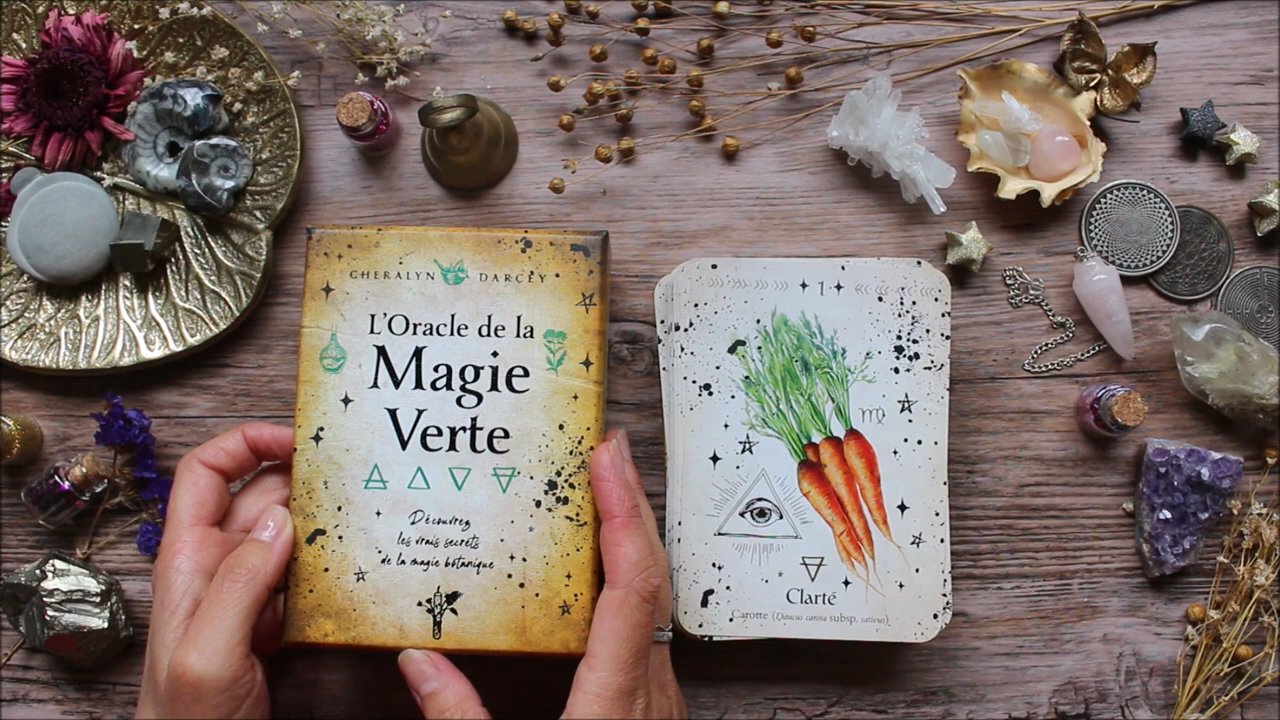 CHERALYN DARCEY
L'Oracle de la
Magie
Verte
Découvrez
les vrais secrets
de la magie botanique
1
Clarté
Carotte (Daucus carota subsp. sativus)